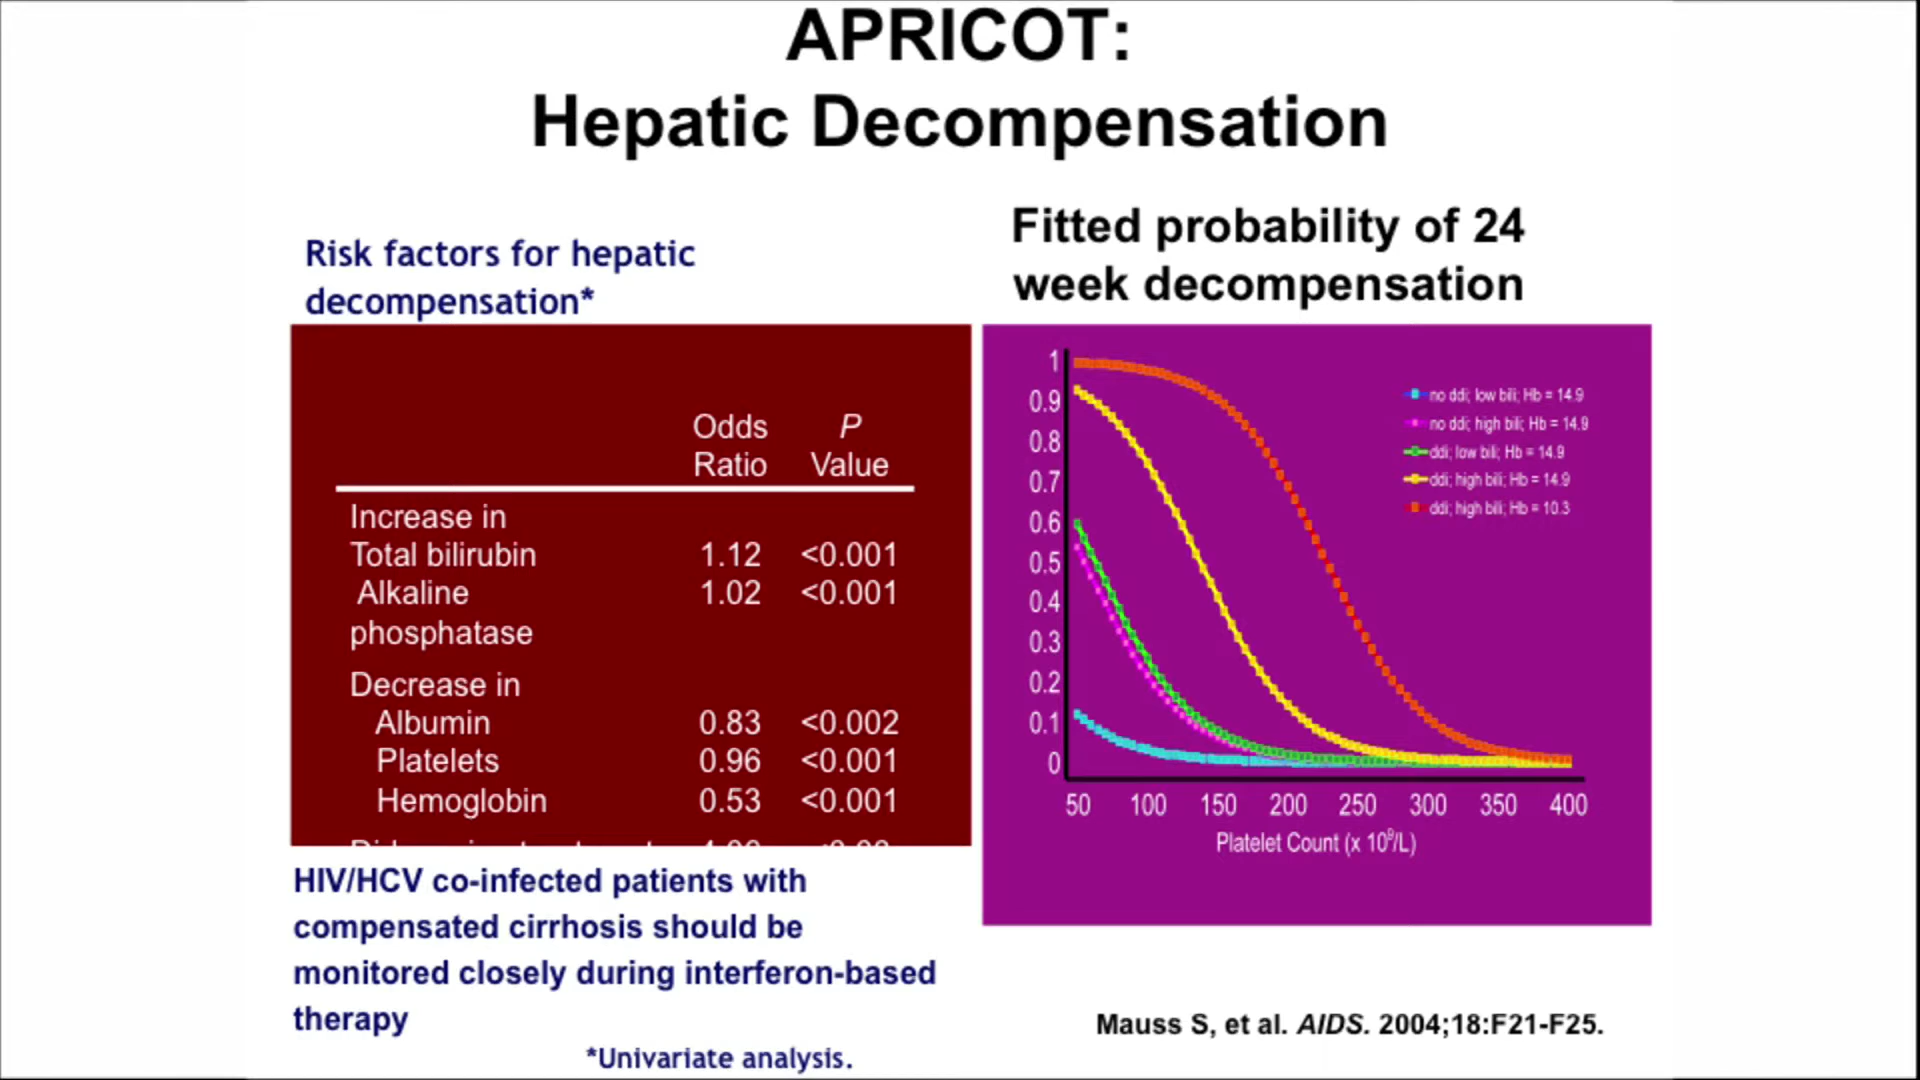 APRICOT:
Hepatic Decompensation
Risk factors for hepatic
decompensation*
Odds P
Ratio Value
Increase in
Total bilirubin 1.12 <0.001
Alkaline 1.02 <0.001
phosphatase
Decrease in
Albumin 0.83 <0.002
Platelets 0.96 <0.001
Hemoglobin 0.53 <0.001
HIV/HCV co-infected patients with
compensated cirrhosis should be
monitored closely during interferon-based
therapy
*Univariate analysis.
Fitted probability of 24
week decompensation
1
0.9
0.8
0.7
0.6
0.5
0.4
0.3
0.2
0.1
0
no ddi; low bili; Hb = 14.9
no ddi; high bili; Hb = 14.9
ddi; low bili; Hb = 14.9
ddi; high bili; Hb = 14.9
ddi; high bili; Hb = 10.3
50 100 150 200 250 300 350 400
Platelet Count (x 10⁹/L)
Mauss S, et al. AIDS. 2004;18:F21-F25.